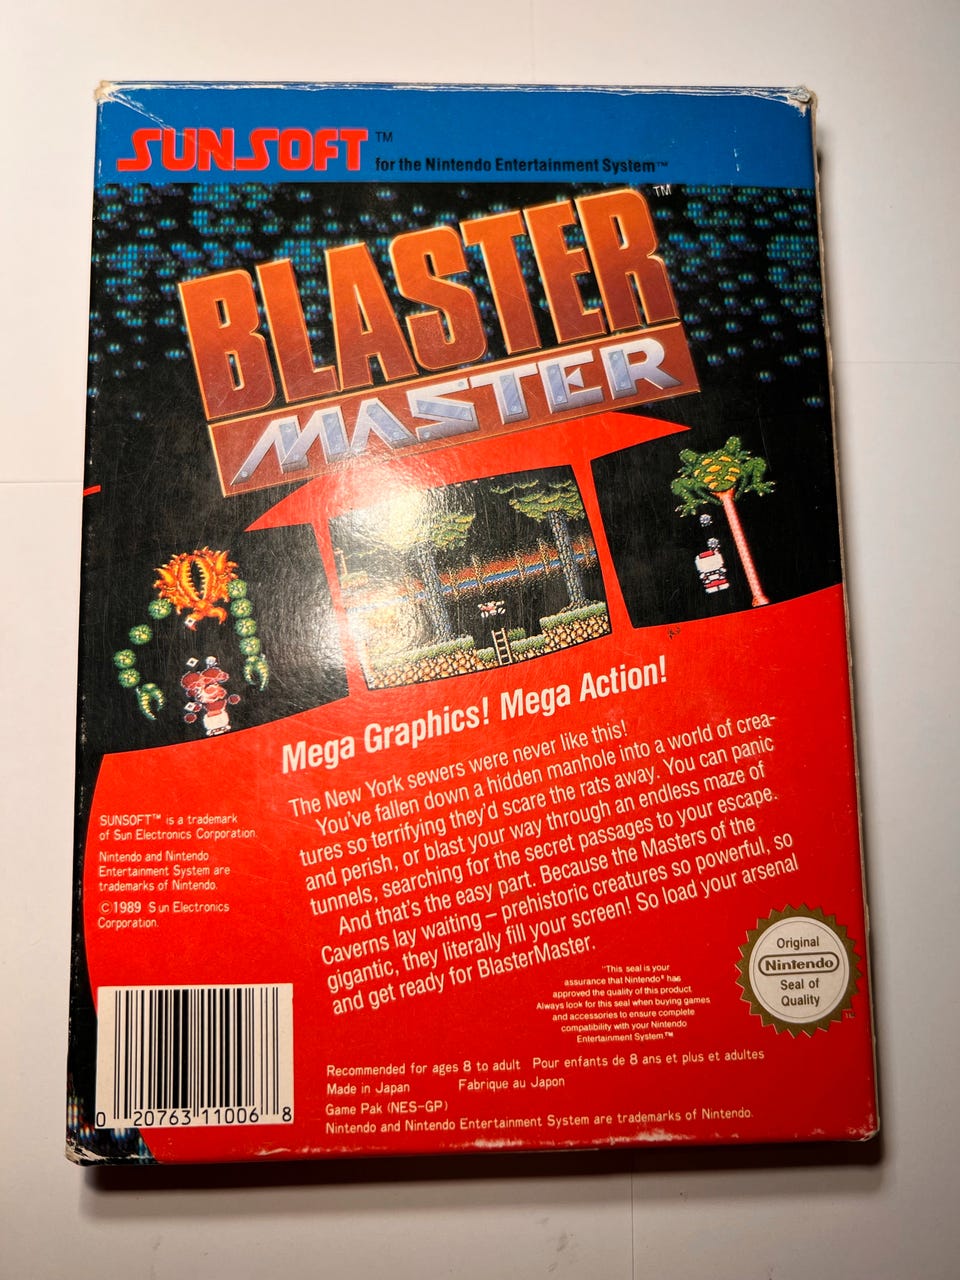 SUNSOFT™
for the Nintendo Entertainment System™
BLASTER™
MASTER
Mega Graphics! Mega Action!
The New York sewers were never like this!
You've fallen down a hidden manhole into a world of crea-
tures so terrifying they'd scare the rats away. You can panic
and perish, or blast your way through an endless maze of
tunnels, searching for the secret passages to your escape.
And that's the easy part. Because the Masters of the
Caverns lay waiting – prehistoric creatures so powerful, so
gigantic, they literally fill your screen! So load your arsenal
and get ready for BlasterMaster.
SUNSOFT™ is a trademark
of Sun Electronics Corporation.
Nintendo and Nintendo
Entertainment System are
trademarks of Nintendo.
©1989 Sun Electronics
Corporation.
"This seal is your
assurance that Nintendo® has
approved the quality of this product
Always look for this seal when buying games
and accessories to ensure complete
compatibility with your Nintendo
Entertainment System.™
Original
Nintendo
Seal of
Quality
TM
Recommended for ages 8 to adult Pour enfants de 8 ans et plus et adultes
Made in Japan Fabrique au Japon
Game Pak (NES-GP)
Nintendo and Nintendo Entertainment System are trademarks of Nintendo.
0 20763 11006 8